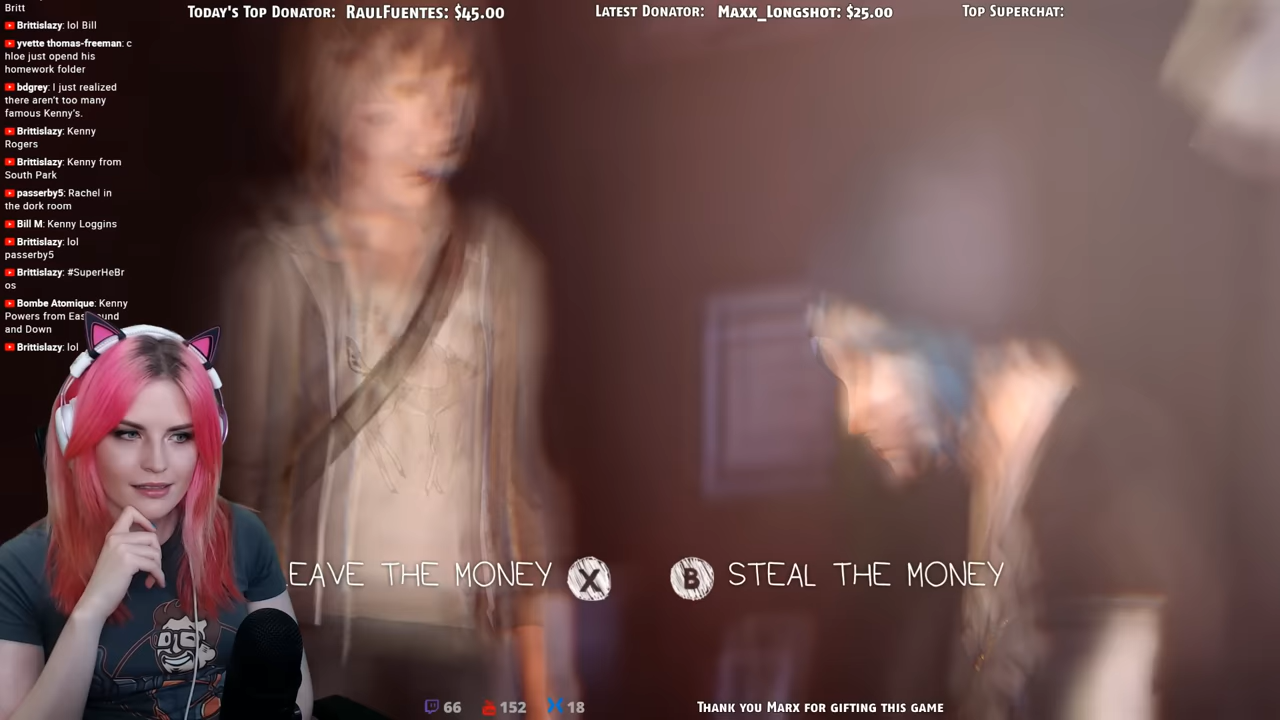 Today's Top Donator: RaulFuentes: $45.00
Latest Donator: Maxx_Longshot: $25.00
Top Superchat:
Britt
Brittislazy: lol Bill
yvette thomas-freeman: c
hloe just opend his
homework folder
bdgrey: I just realized
there aren't too many
famous Kenny's.
Brittislazy: Kenny
Rogers
Brittislazy: Kenny from
South Park
passerby5: Rachel in
the dork room
Bill M: Kenny Loggins
Brittislazy: lol
passerby5
Brittislazy: #SuperHeBr
os
Bombe Atomique: Kenny
Powers from
and Down
Brittislazy: lol
LEAVE THE MONEY X
B STEAL THE MONEY
66 152 18
Thank you Marx for gifting this game